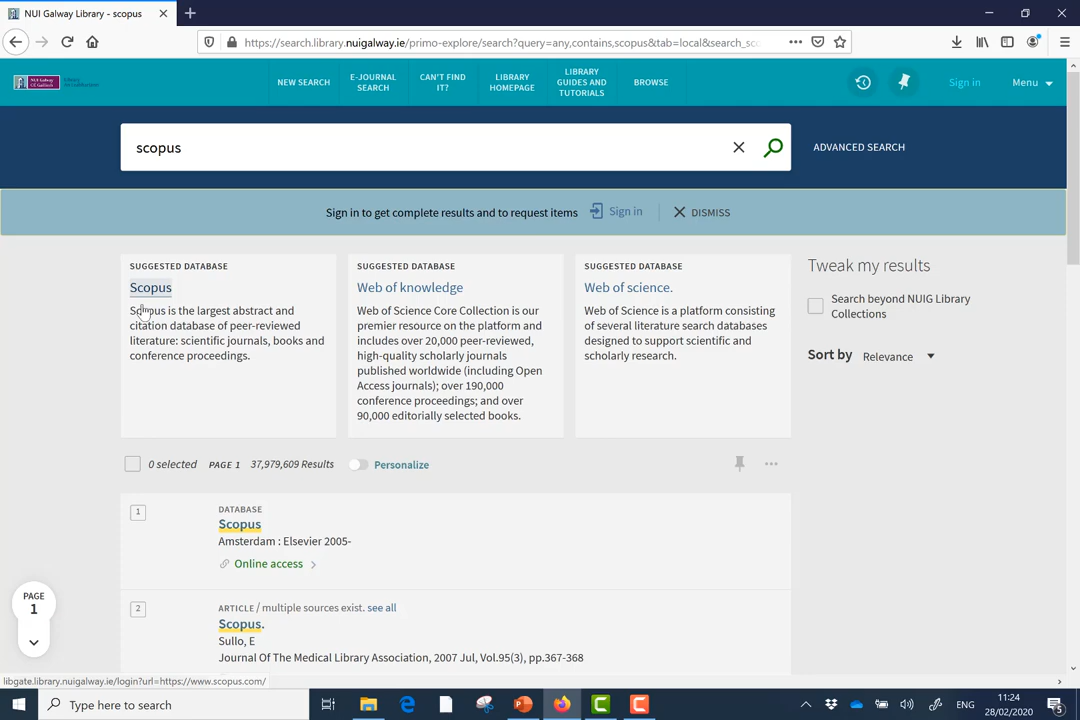 NUI Galway Library - scopus
https://search.library.nuigalway.ie/primo-explore/search?query=any,contains,scopus&tab=local&search_sc
NUI Galway
OÉ Gaillimh
NEW SEARCH
E-JOURNAL
SEARCH
CAN'T FIND
IT?
LIBRARY
HOMEPAGE
LIBRARY
GUIDES AND
TUTORIALS
BROWSE
Sign in
Menu
scopus
ADVANCED SEARCH
Sign in to get complete results and to request items
Sign in
DISMISS
SUGGESTED DATABASE
Scopus
Scopus is the largest abstract and
citation database of peer-reviewed
literature: scientific journals, books and
conference proceedings.
SUGGESTED DATABASE
Web of knowledge
Web of Science Core Collection is our
premier resource on the platform and
includes over 20,000 peer-reviewed,
high-quality scholarly journals
published worldwide (including Open
Access journals); over 190,000
conference proceedings; and over
90,000 editorially selected books.
SUGGESTED DATABASE
Web of science.
Web of Science is a platform consisting
of several literature search databases
designed to support scientific and
scholarly research.
Tweak my results
Search beyond NUIG Library
Collections
Sort by Relevance
0 selected PAGE 1 37,979,609 Results Personalize
1
DATABASE
Scopus
Amsterdam : Elsevier 2005-
Online access
2
ARTICLE / multiple sources exist. see all
Scopus.
Sullo, E
Journal Of The Medical Library Association, 2007 Jul, Vol.95(3), pp.367-368
PAGE
1
libgate.library.nuigalway.ie/login?url=https://www.scopus.com/
Type here to search
ENG
11:24
28/02/2020
5